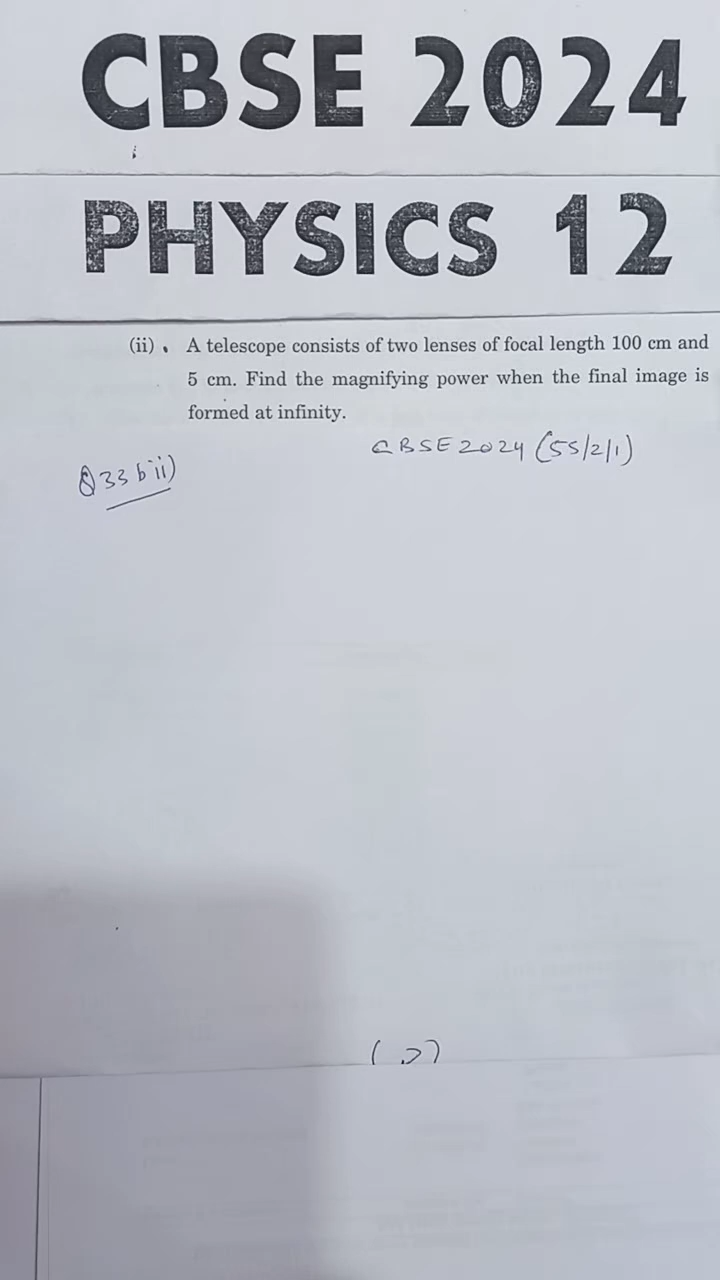 CBSE 2024
PHYSICS 12
(ii) . A telescope consists of two lenses of focal length 100 cm and
5 cm. Find the magnifying power when the final image is
formed at infinity.
CBSE 2024 (55/2/1)
Q33 b ii)